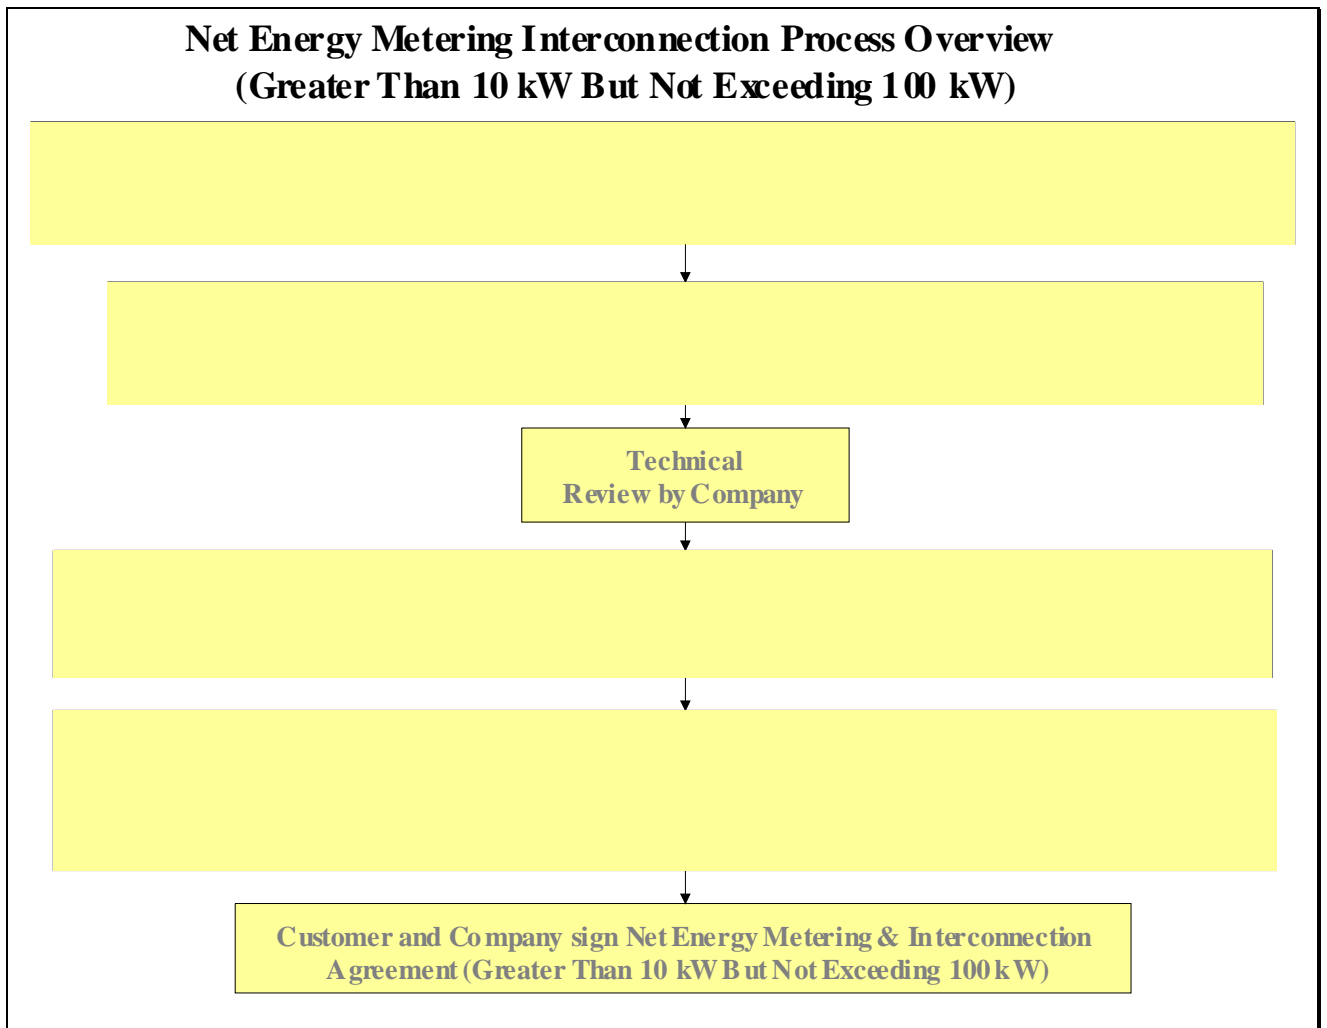 Net Energy Metering Interconnection Process Overview
(Greater Than 10 kW But Not Exceeding 100 kW)
Technical
Review by Company
Customer and Company sign Net Energy Metering & Interconnection
Agreement (Greater Than 10 kW But Not Exceeding 100 kW)